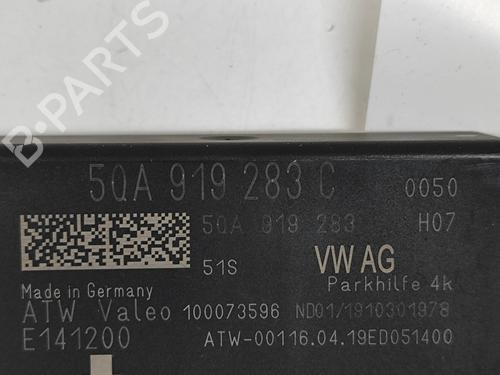 B-PARTS
5QA 919 283 C
0050
5QA 919 283
H07
51S
VW AG
Parkhilfe 4k
Made in Germany
ATW Valeo 100073596 ND01/1910301978
E141200
ATW-00116.04.19ED051400